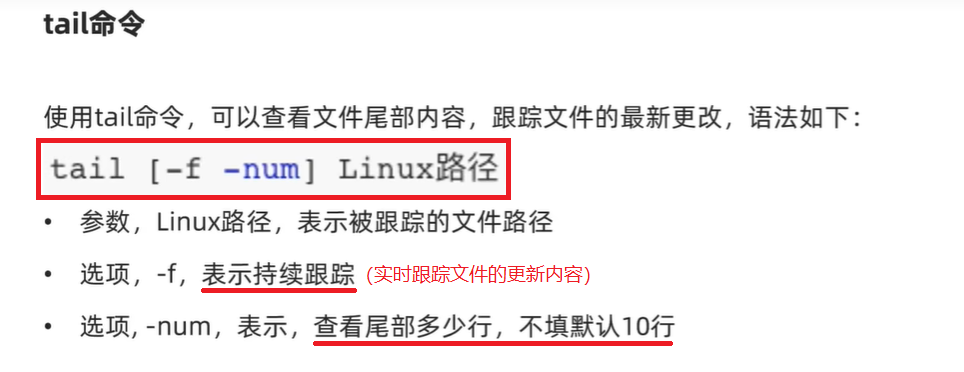 tail命令
使用tail命令，可以查看文件尾部内容，跟踪文件的最新更改，语法如下：
tail [-f -num] Linux路径
• 参数，Linux路径，表示被跟踪的文件路径
• 选项，-f，表示持续跟踪 (实时跟踪文件的更新内容)
• 选项, -num，表示，查看尾部多少行，不填默认10行